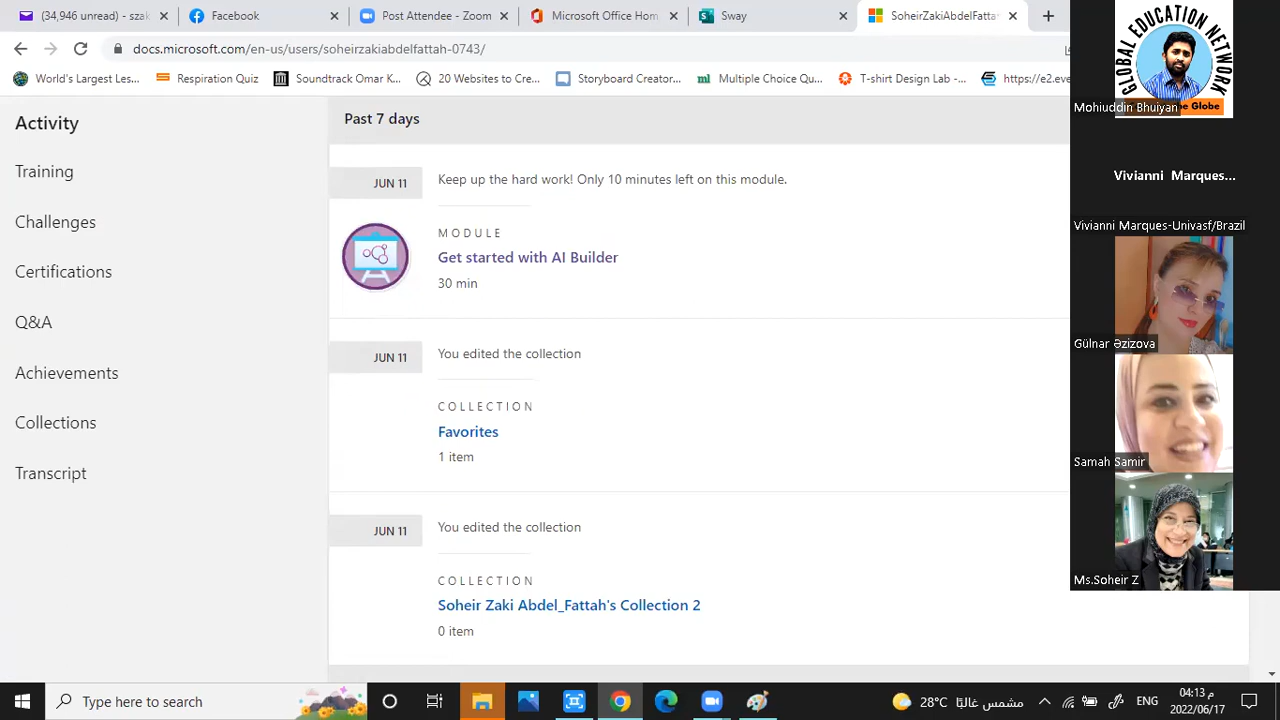 (34,946 unread) - szak
Facebook
Post Attendee - Zoom
Microsoft Office Hom
Sway
SoheirZakiAbdelFattah
docs.microsoft.com/en-us/users/soheirzakiabdelfattah-0743/
World's Largest Les...
Respiration Quiz
Soundtrack Omar K...
20 Websites to Cre...
Storyboard Creator...
Multiple Choice Qu...
T-shirt Design Lab -...
https://e2.eve
Activity
Training
Challenges
Certifications
Q&A
Achievements
Collections
Transcript
Past 7 days
JUN 11
Keep up the hard work! Only 10 minutes left on this module.
MODULE
Get started with AI Builder
30 min
JUN 11
You edited the collection
COLLECTION
Favorites
1 item
JUN 11
You edited the collection
COLLECTION
Soheir Zaki Abdel_Fattah's Collection 2
0 item
GLOBAL EDUCATION NETWORK
Globe
Mohiuddin Bhuiyan
Vivianni Marques...
Vivianni Marques-Univasf/Brazil
Gülnar Əzizova
Samah Samir
Ms.Soheir Z
Type here to search
28°C مشمس غالبًا
ENG
04:13 م
2022/06/17